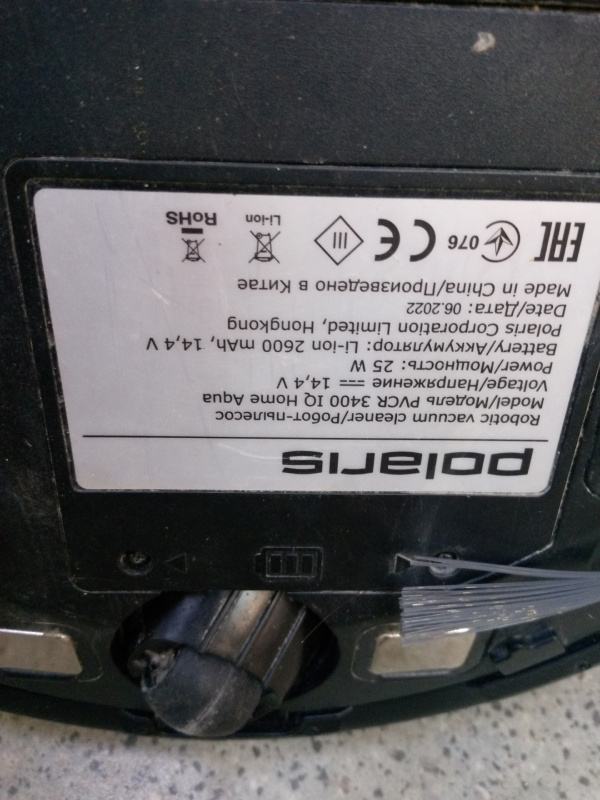 polaris
Robotic vacuum cleaner/Робот-пылесос
Model/Модель PVCR 3400 IQ Home Aqua
Voltage/Напряжение ⎓ 14,4 V
Power/Мощность: 25 W
Battery/Аккумулятор: Li-ion 2600 mAh, 14,4 V
Polaris Corporation Limited, Hongkong
Date/Дата: 06.2022
Made in China/Произведено в Китае
EAC 076 CE III Li-ion RoHS